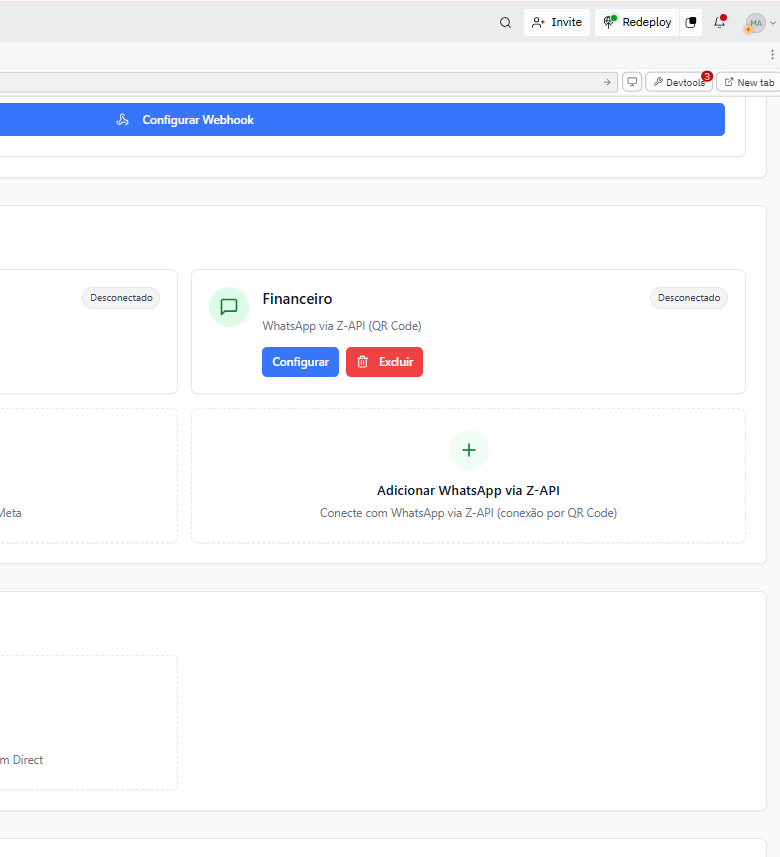 Invite
Redeploy
MA
Devtools
3
New tab
Configurar Webhook
Desconectado
Financeiro
Desconectado
WhatsApp via Z-API (QR Code)
Configurar
Excluir
Adicionar WhatsApp via Z-API
Meta
Conecte com WhatsApp via Z-API (conexão por QR Code)
m Direct